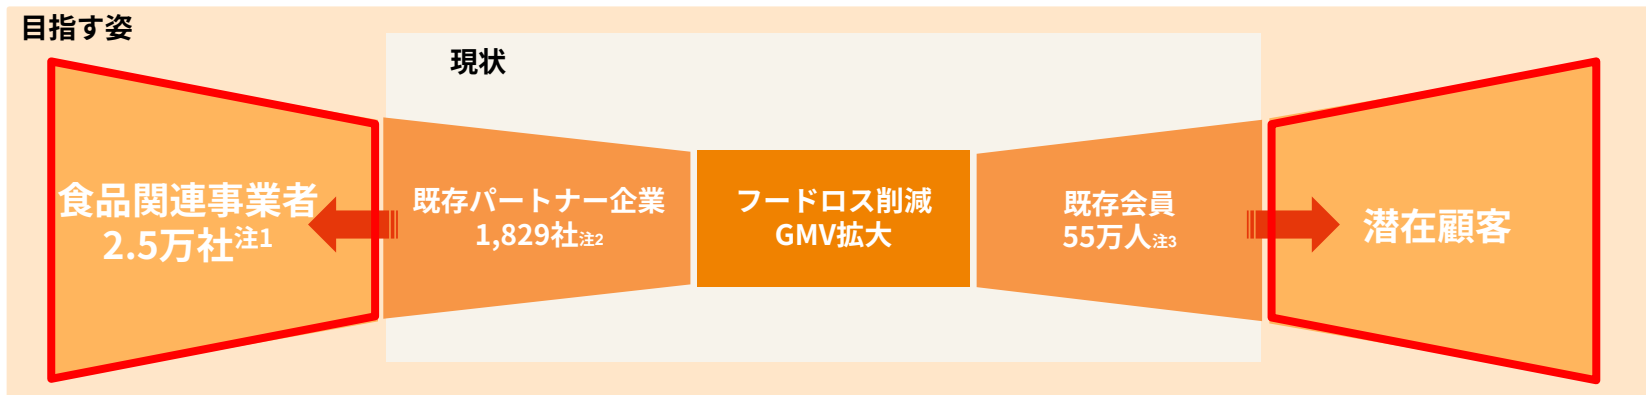 目指す姿
現状
食品関連事業者
2.5万社注1
既存パートナー企業
1,829社注2
フードロス削減
GMV拡大
既存会員
55万人注3
潜在顧客